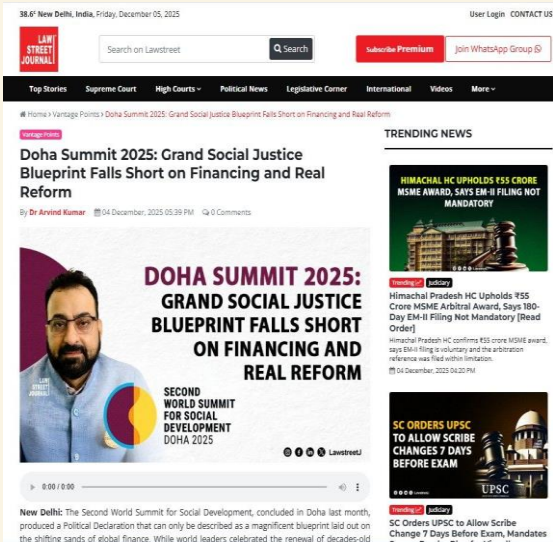 38.6° New Delhi, India, Friday, December 05, 2025
User Login CONTACT US
LAW
STREET
JOURNAL
Search on Lawstreet
Search
Subscribe Premium
Join WhatsApp Group
Top Stories Supreme Court High Courts Political News Legislative Corner International Videos More
Home › Vantage Points › Doha Summit 2025: Grand Social Justice Blueprint Falls Short on Financing and Real Reform
Vantage Points
Doha Summit 2025: Grand Social Justice
Blueprint Falls Short on Financing and Real
Reform
By Dr Arvind Kumar 04 December, 2025 05:39 PM 0 Comments
DOHA SUMMIT 2025:
GRAND SOCIAL JUSTICE
BLUEPRINT FALLS SHORT
ON FINANCING AND
REAL REFORM
LAW
STREET
JOURNAL
SECOND
WORLD SUMMIT
FOR SOCIAL
DEVELOPMENT
DOHA 2025
LawstreetJ
0:00 / 0:00
New Delhi: The Second World Summit for Social Development, concluded in Doha last month,
produced a Political Declaration that can only be described as a magnificent blueprint laid out on
the shifting sands of global finance. While world leaders celebrated the renewal of decades-old
TRENDING NEWS
HIMACHAL HC UPHOLDS ₹55 CRORE
MSME AWARD, SAYS EM-II FILING NOT
MANDATORY
Trending Judiciary
Himachal Pradesh HC Upholds ₹55
Crore MSME Arbitral Award, Says 180-
Day EM-II Filing Not Mandatory [Read
Order]
Himachal Pradesh HC confirms ₹55 crore MSME award,
says EM-II filing is voluntary and the arbitration
reference was filed within limitation.
04 December, 2025 04:20 PM
SC ORDERS UPSC
TO ALLOW SCRIBE
CHANGES 7 DAYS
BEFORE EXAM
UPSC
Trending Judiciary
SC Orders UPSC to Allow Scribe
Change 7 Days Before Exam, Mandates